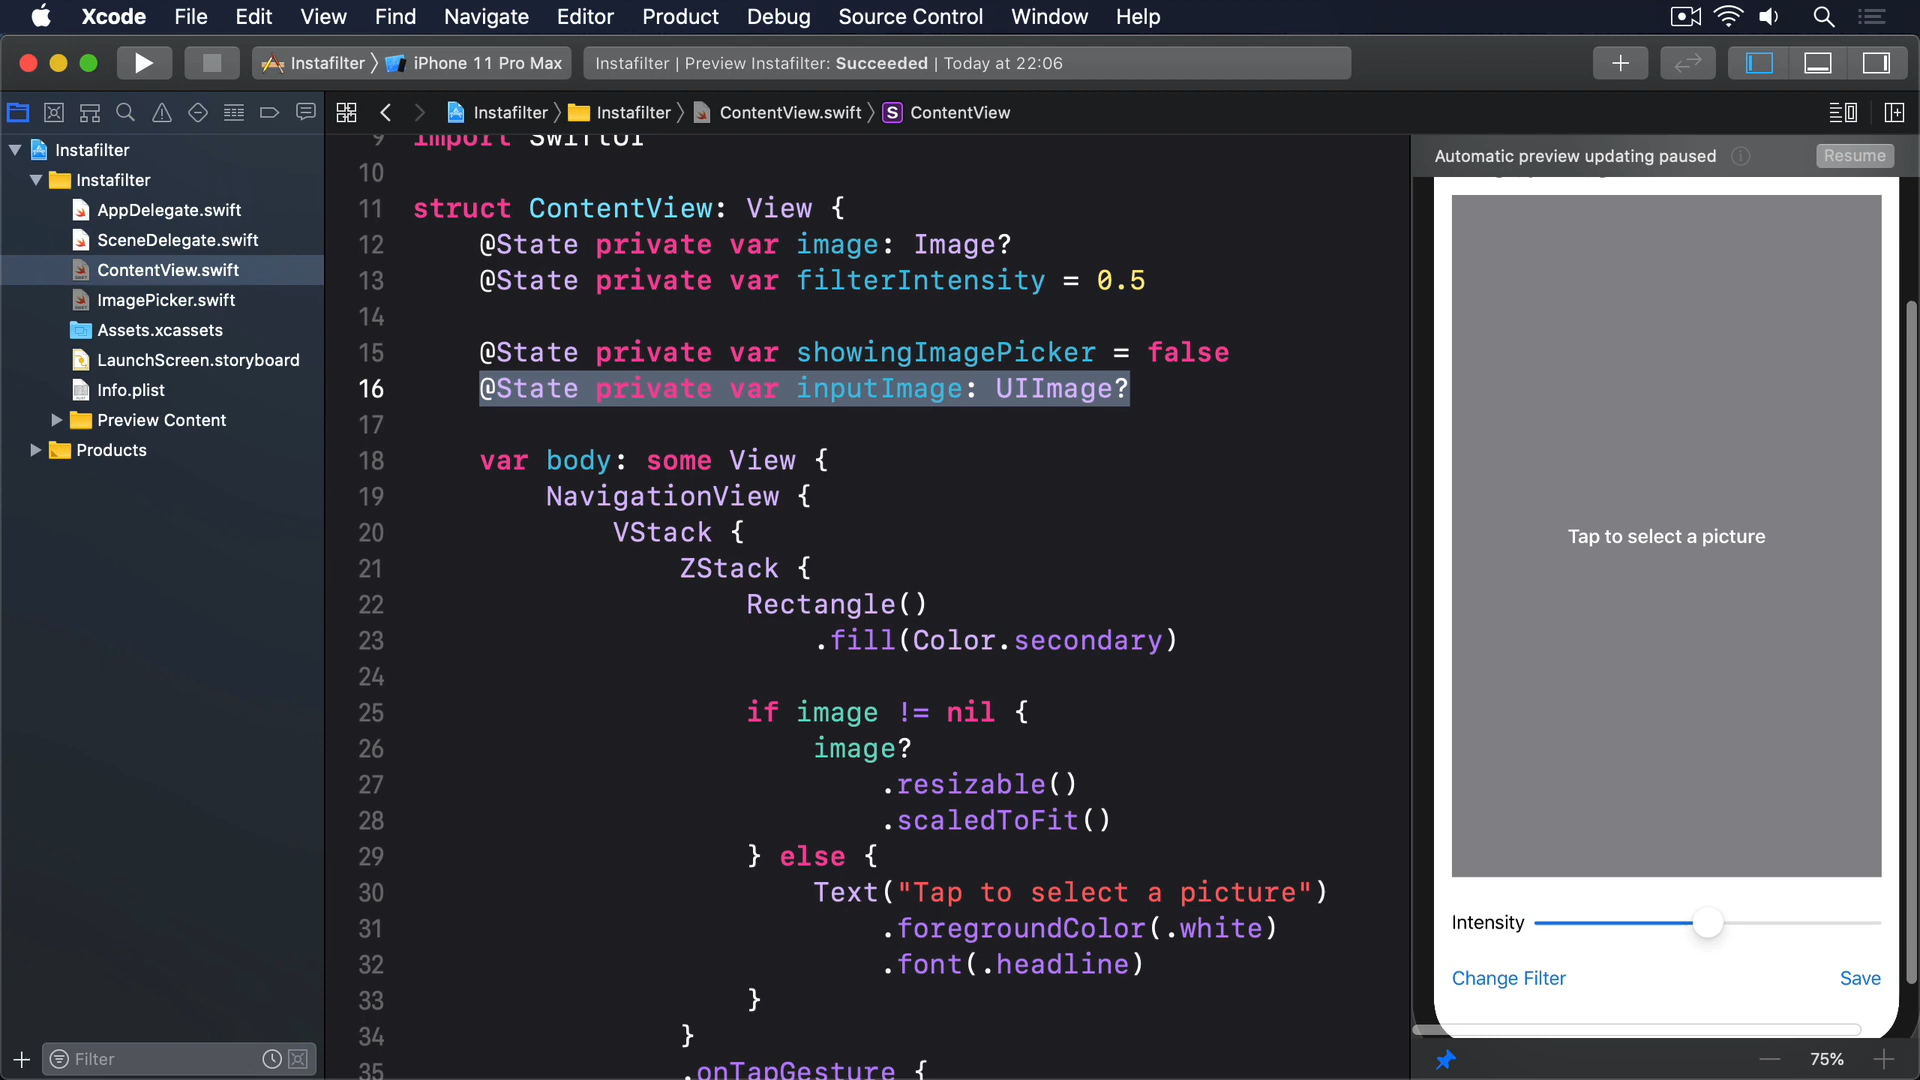 Xcode File Edit View Find Navigate Editor Product Debug Source Control Window Help
Instafilter iPhone 11 Pro Max
Instafilter | Preview Instafilter: Succeeded | Today at 22:06
Instafilter Instafilter ContentView.swift S ContentView
Instafilter
Instafilter
AppDelegate.swift
SceneDelegate.swift
ContentView.swift
ImagePicker.swift
Assets.xcassets
LaunchScreen.storyboard
Info.plist
Preview Content
Products
Filter
9 import SwiftUI
10
11 struct ContentView: View {
12 @State private var image: Image?
13 @State private var filterIntensity = 0.5
14
15 @State private var showingImagePicker = false
16 @State private var inputImage: UIImage?
17
18 var body: some View {
19 NavigationView {
20 VStack {
21 ZStack {
22 Rectangle()
23 .fill(Color.secondary)
24
25 if image != nil {
26 image?
27 .resizable()
28 .scaledToFit()
29 } else {
30 Text("Tap to select a picture")
31 .foregroundColor(.white)
32 .font(.headline)
33 }
34 }
35 .onTapGesture {
Automatic preview updating paused Resume
Tap to select a picture
Intensity
Change Filter Save
75%